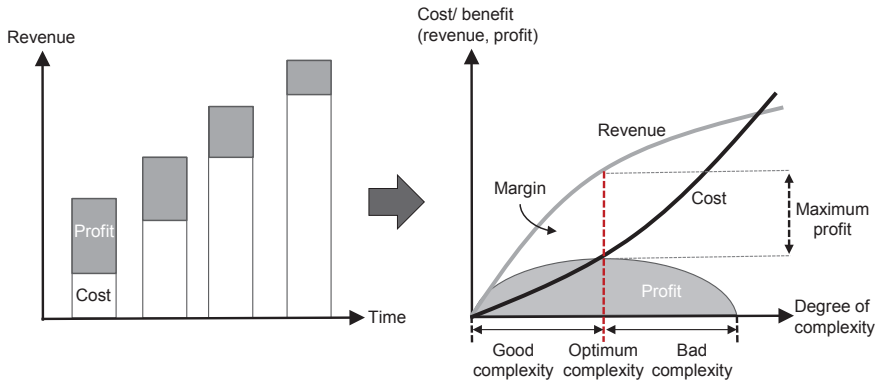 Revenue
Profit
Cost
Time
Cost/ benefit
(revenue, profit)
Revenue
Margin
Cost
Maximum
profit
Profit
Degree of
complexity
Good
complexity
Optimum
complexity
Bad
complexity